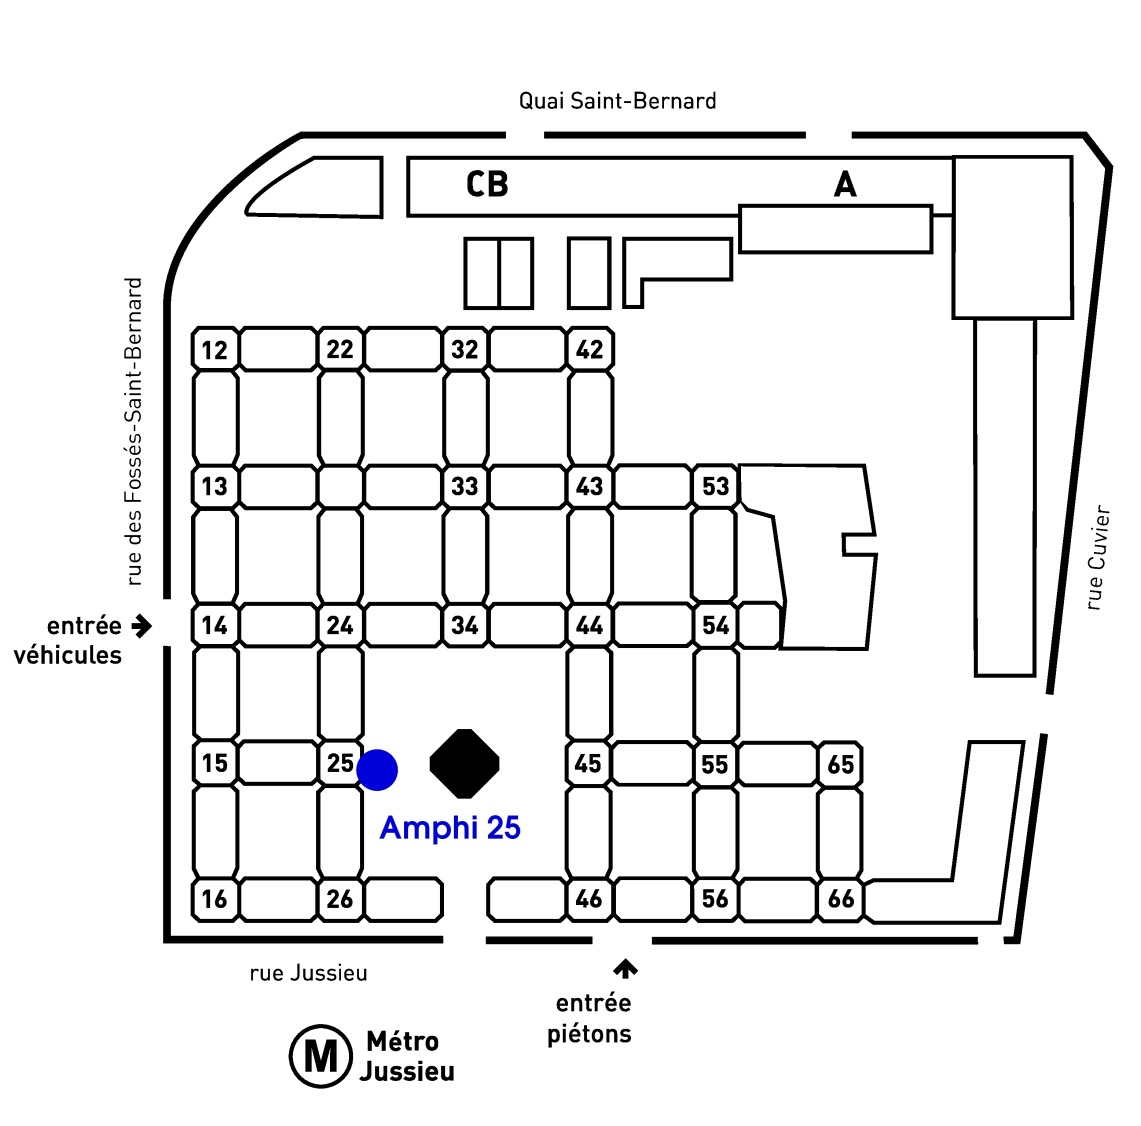 Quai Saint-Bernard
CB
A
rue des Fossés-Saint-Bernard
12
22
32
42
13
33
43
53
rue Cuvier
entrée
véhicules
14
24
34
44
54
15
25
45
55
65
Amphi 25
16
26
46
56
66
rue Jussieu
entrée
piétons
M
Métro
Jussieu